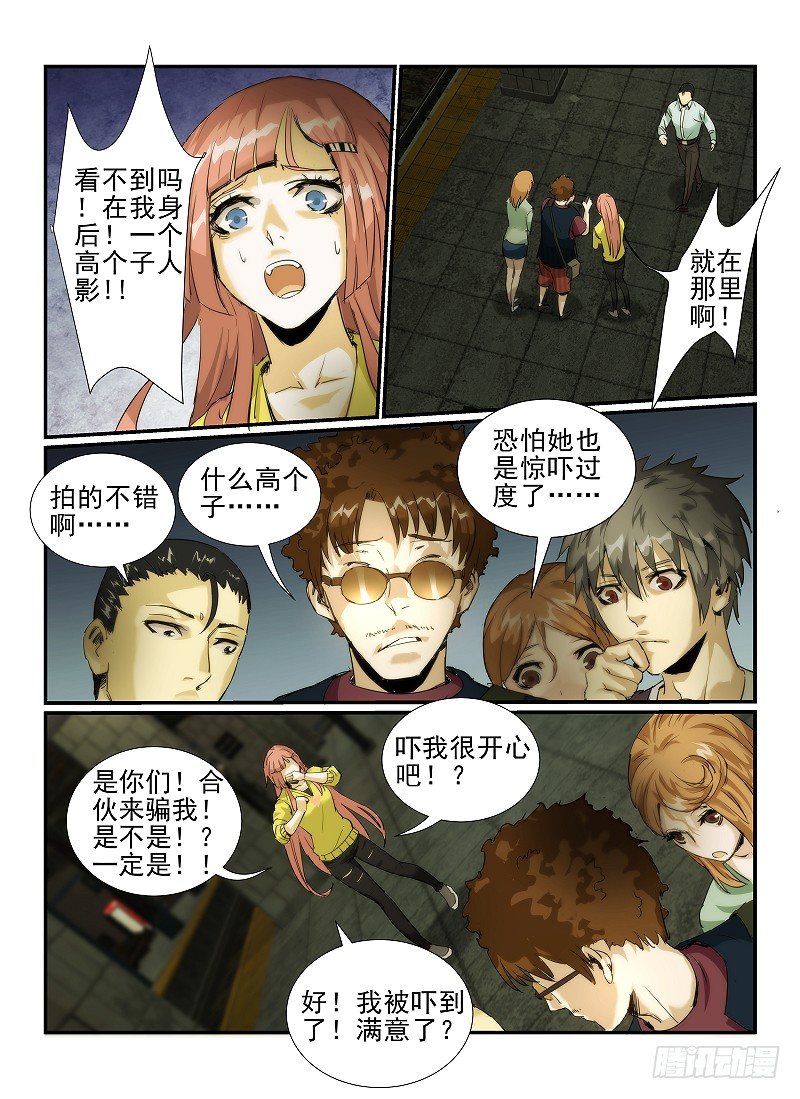 看不到吗
！在我身
后！一个
高个子人
影！！
就在
那里
啊！
拍的不错
啊……
什么高个
子……
恐怕她也
是惊吓过
度了……
是你们！合
伙来骗我！
是不是！？
一定是！！
吓我很开心
吧！？
好！我被吓到
了！满意了？
腾讯动漫